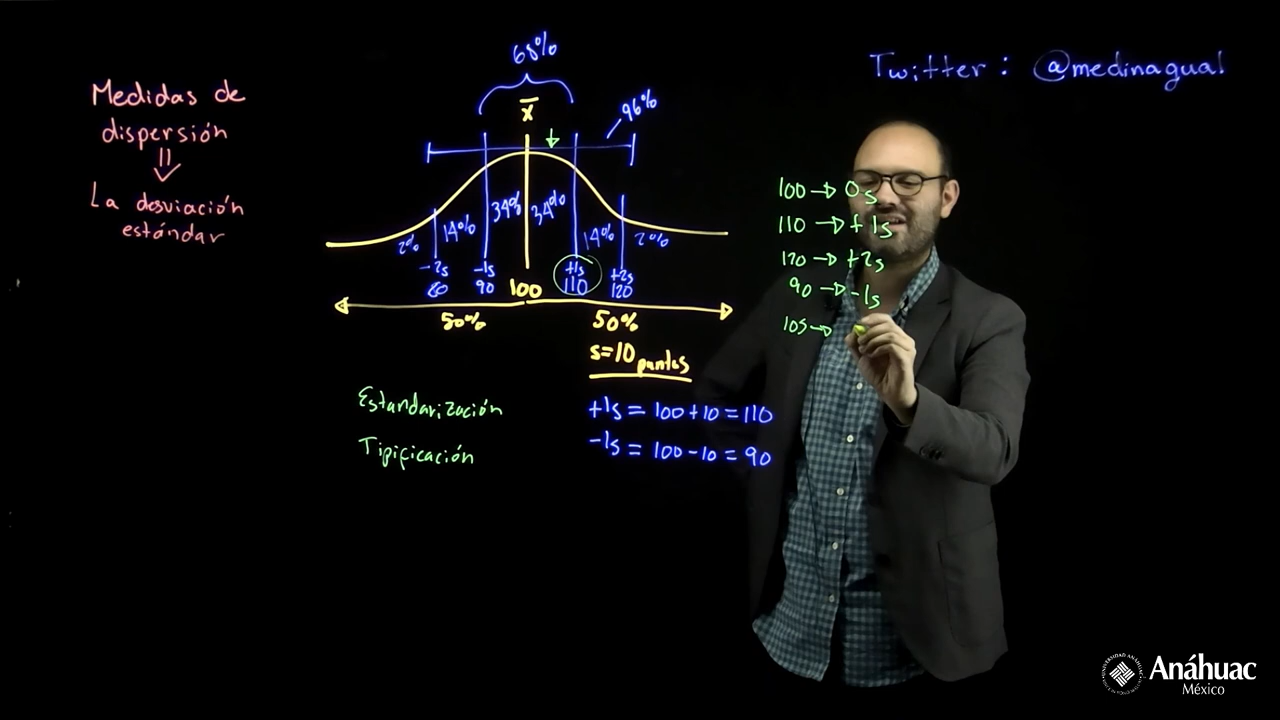 Medidas de
dispersión
La desviación
estándar
68%
x̄
96%
2% 14% 34% 34% 14% 2%
-2s -1s +1s +2s
80 90 100 110 120
50% 50%
s=10 puntos
Estandarización
Tipificación
+1s = 100+10 = 110
-1s = 100-10 = 90
Twitter: @medinagual
100 → 0s
110 → +1s
120 → +2s
90 → -1s
105 →
Anáhuac
México